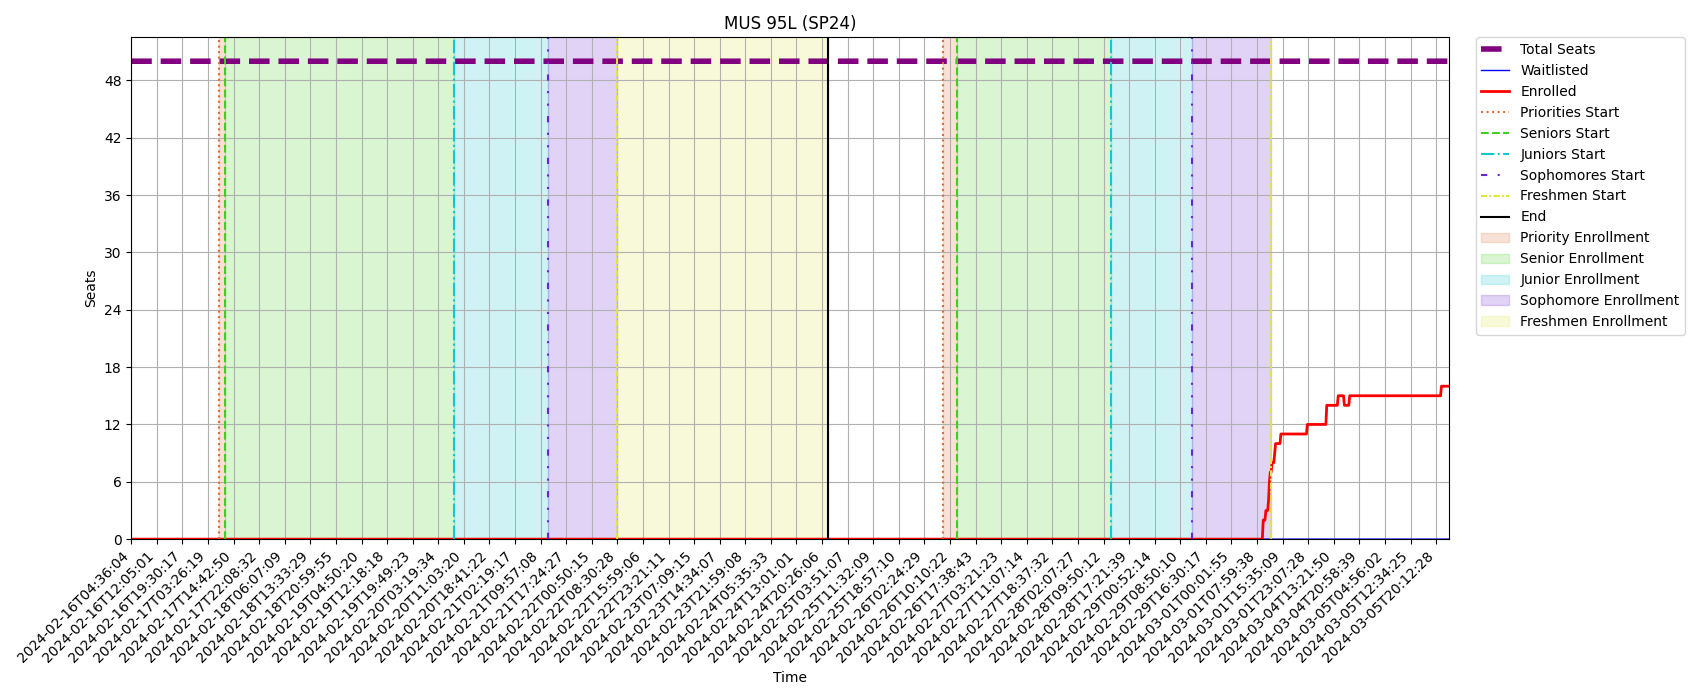 MUS 95L (SP24)
Seats
48
42
36
30
24
18
12
6
0
2024-02-16T04:36:04
2024-02-16T12:05:01
2024-02-16T19:30:17
2024-02-17T03:26:19
2024-02-17T14:42:50
2024-02-17T22:08:32
2024-02-18T06:07:09
2024-02-18T13:33:29
2024-02-18T20:59:55
2024-02-19T04:50:20
2024-02-19T12:18:18
2024-02-19T19:49:23
2024-02-20T03:19:34
2024-02-20T11:03:20
2024-02-20T18:41:22
2024-02-21T02:19:17
2024-02-21T09:57:08
2024-02-21T17:24:27
2024-02-22T00:50:15
2024-02-22T08:30:28
2024-02-22T15:59:06
2024-02-22T23:21:11
2024-02-23T07:09:15
2024-02-23T14:34:07
2024-02-23T21:59:08
2024-02-24T05:35:33
2024-02-24T13:01:01
2024-02-24T20:26:06
2024-02-25T03:51:07
2024-02-25T11:32:09
2024-02-25T18:57:10
2024-02-26T02:24:29
2024-02-26T10:10:22
2024-02-26T17:38:43
2024-02-27T03:21:23
2024-02-27T11:07:14
2024-02-27T18:37:32
2024-02-28T02:07:27
2024-02-28T09:50:12
2024-02-28T17:21:39
2024-02-29T00:52:14
2024-02-29T08:50:10
2024-02-29T16:30:17
2024-03-01T00:01:55
2024-03-01T07:59:38
2024-03-01T15:35:09
2024-03-01T23:07:28
2024-03-04T13:21:50
2024-03-04T20:58:39
2024-03-05T04:56:02
2024-03-05T12:34:25
2024-03-05T20:12:28
Time
Total Seats
Waitlisted
Enrolled
Priorities Start
Seniors Start
Juniors Start
Sophomores Start
Freshmen Start
End
Priority Enrollment
Senior Enrollment
Junior Enrollment
Sophomore Enrollment
Freshmen Enrollment